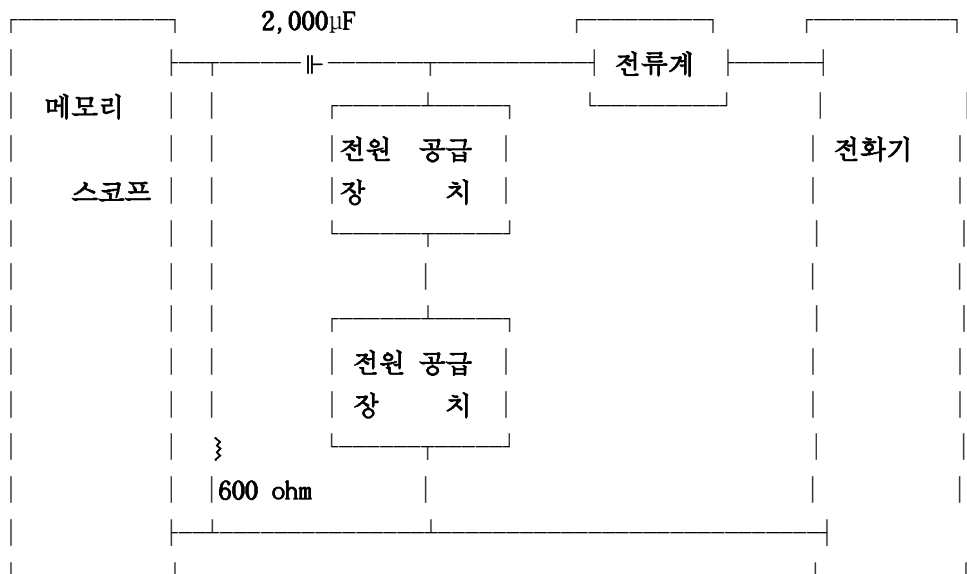 2,000μF
전류계
메모리
전원 공급
전화기
스코프
장 치
전원 공급
장 치
600 ohm